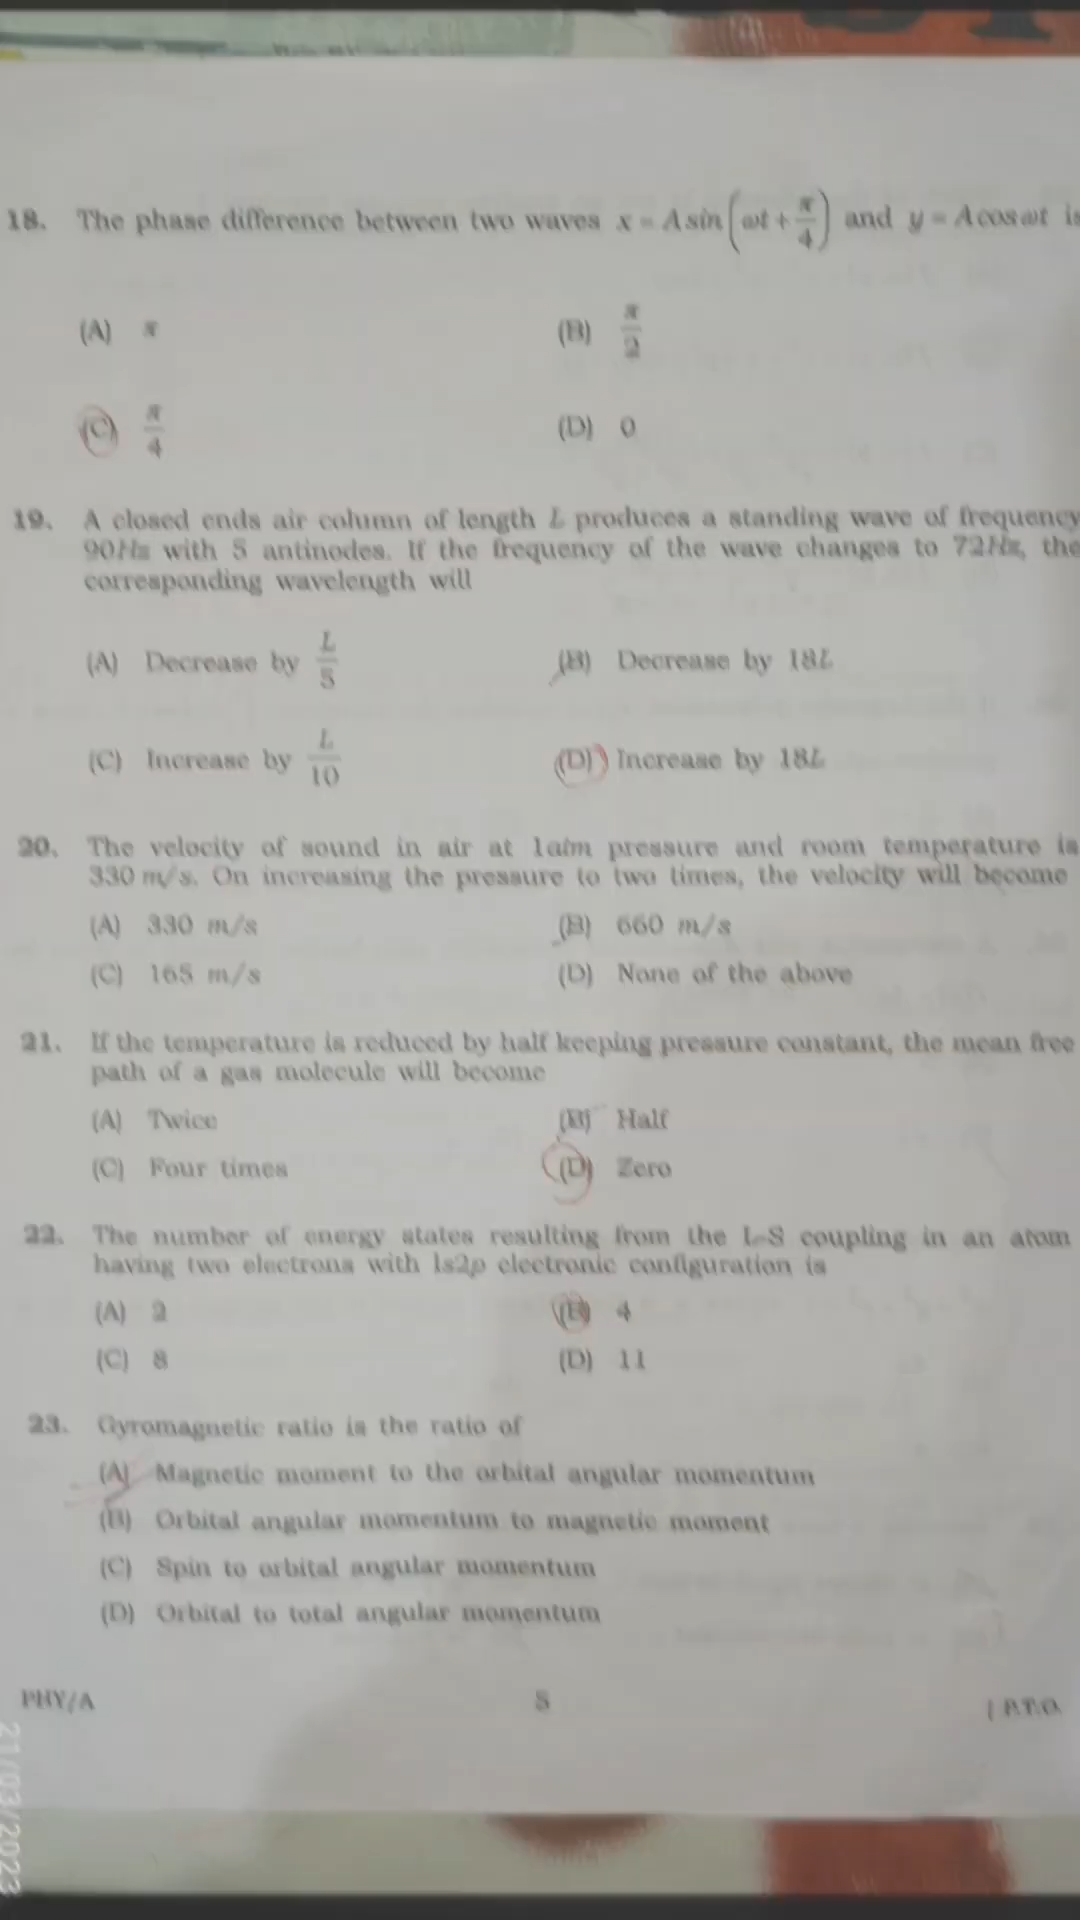 18. The phase difference between two waves x = A sin(ωt + π/4) and y = A cos ωt is
(A) π (B) π/2
(C) π/4 (D) 0
19. A closed ends air column of length L produces a standing wave of frequency
90Hz with 5 antinodes. If the frequency of the wave changes to 72Hz, the
corresponding wavelength will
(A) Decrease by L/5 (B) Decrease by 18L
(C) Increase by L/10 (D) Increase by 18L
20. The velocity of sound in air at 1atm pressure and room temperature is
330 m/s. On increasing the pressure to two times, the velocity will become
(A) 330 m/s (B) 660 m/s
(C) 165 m/s (D) None of the above
21. If the temperature is reduced by half keeping pressure constant, the mean free
path of a gas molecule will become
(A) Twice (B) Half
(C) Four times (D) Zero
22. The number of energy states resulting from the L-S coupling in an atom
having two electrons with 1s2p electronic configuration is
(A) 2 (B) 4
(C) 8 (D) 11
23. Gyromagnetic ratio is the ratio of
(A) Magnetic moment to the orbital angular momentum
(B) Orbital angular momentum to magnetic moment
(C) Spin to orbital angular momentum
(D) Orbital to total angular momentum
PHY/A 5 [ P.T.O.
21/03/2023